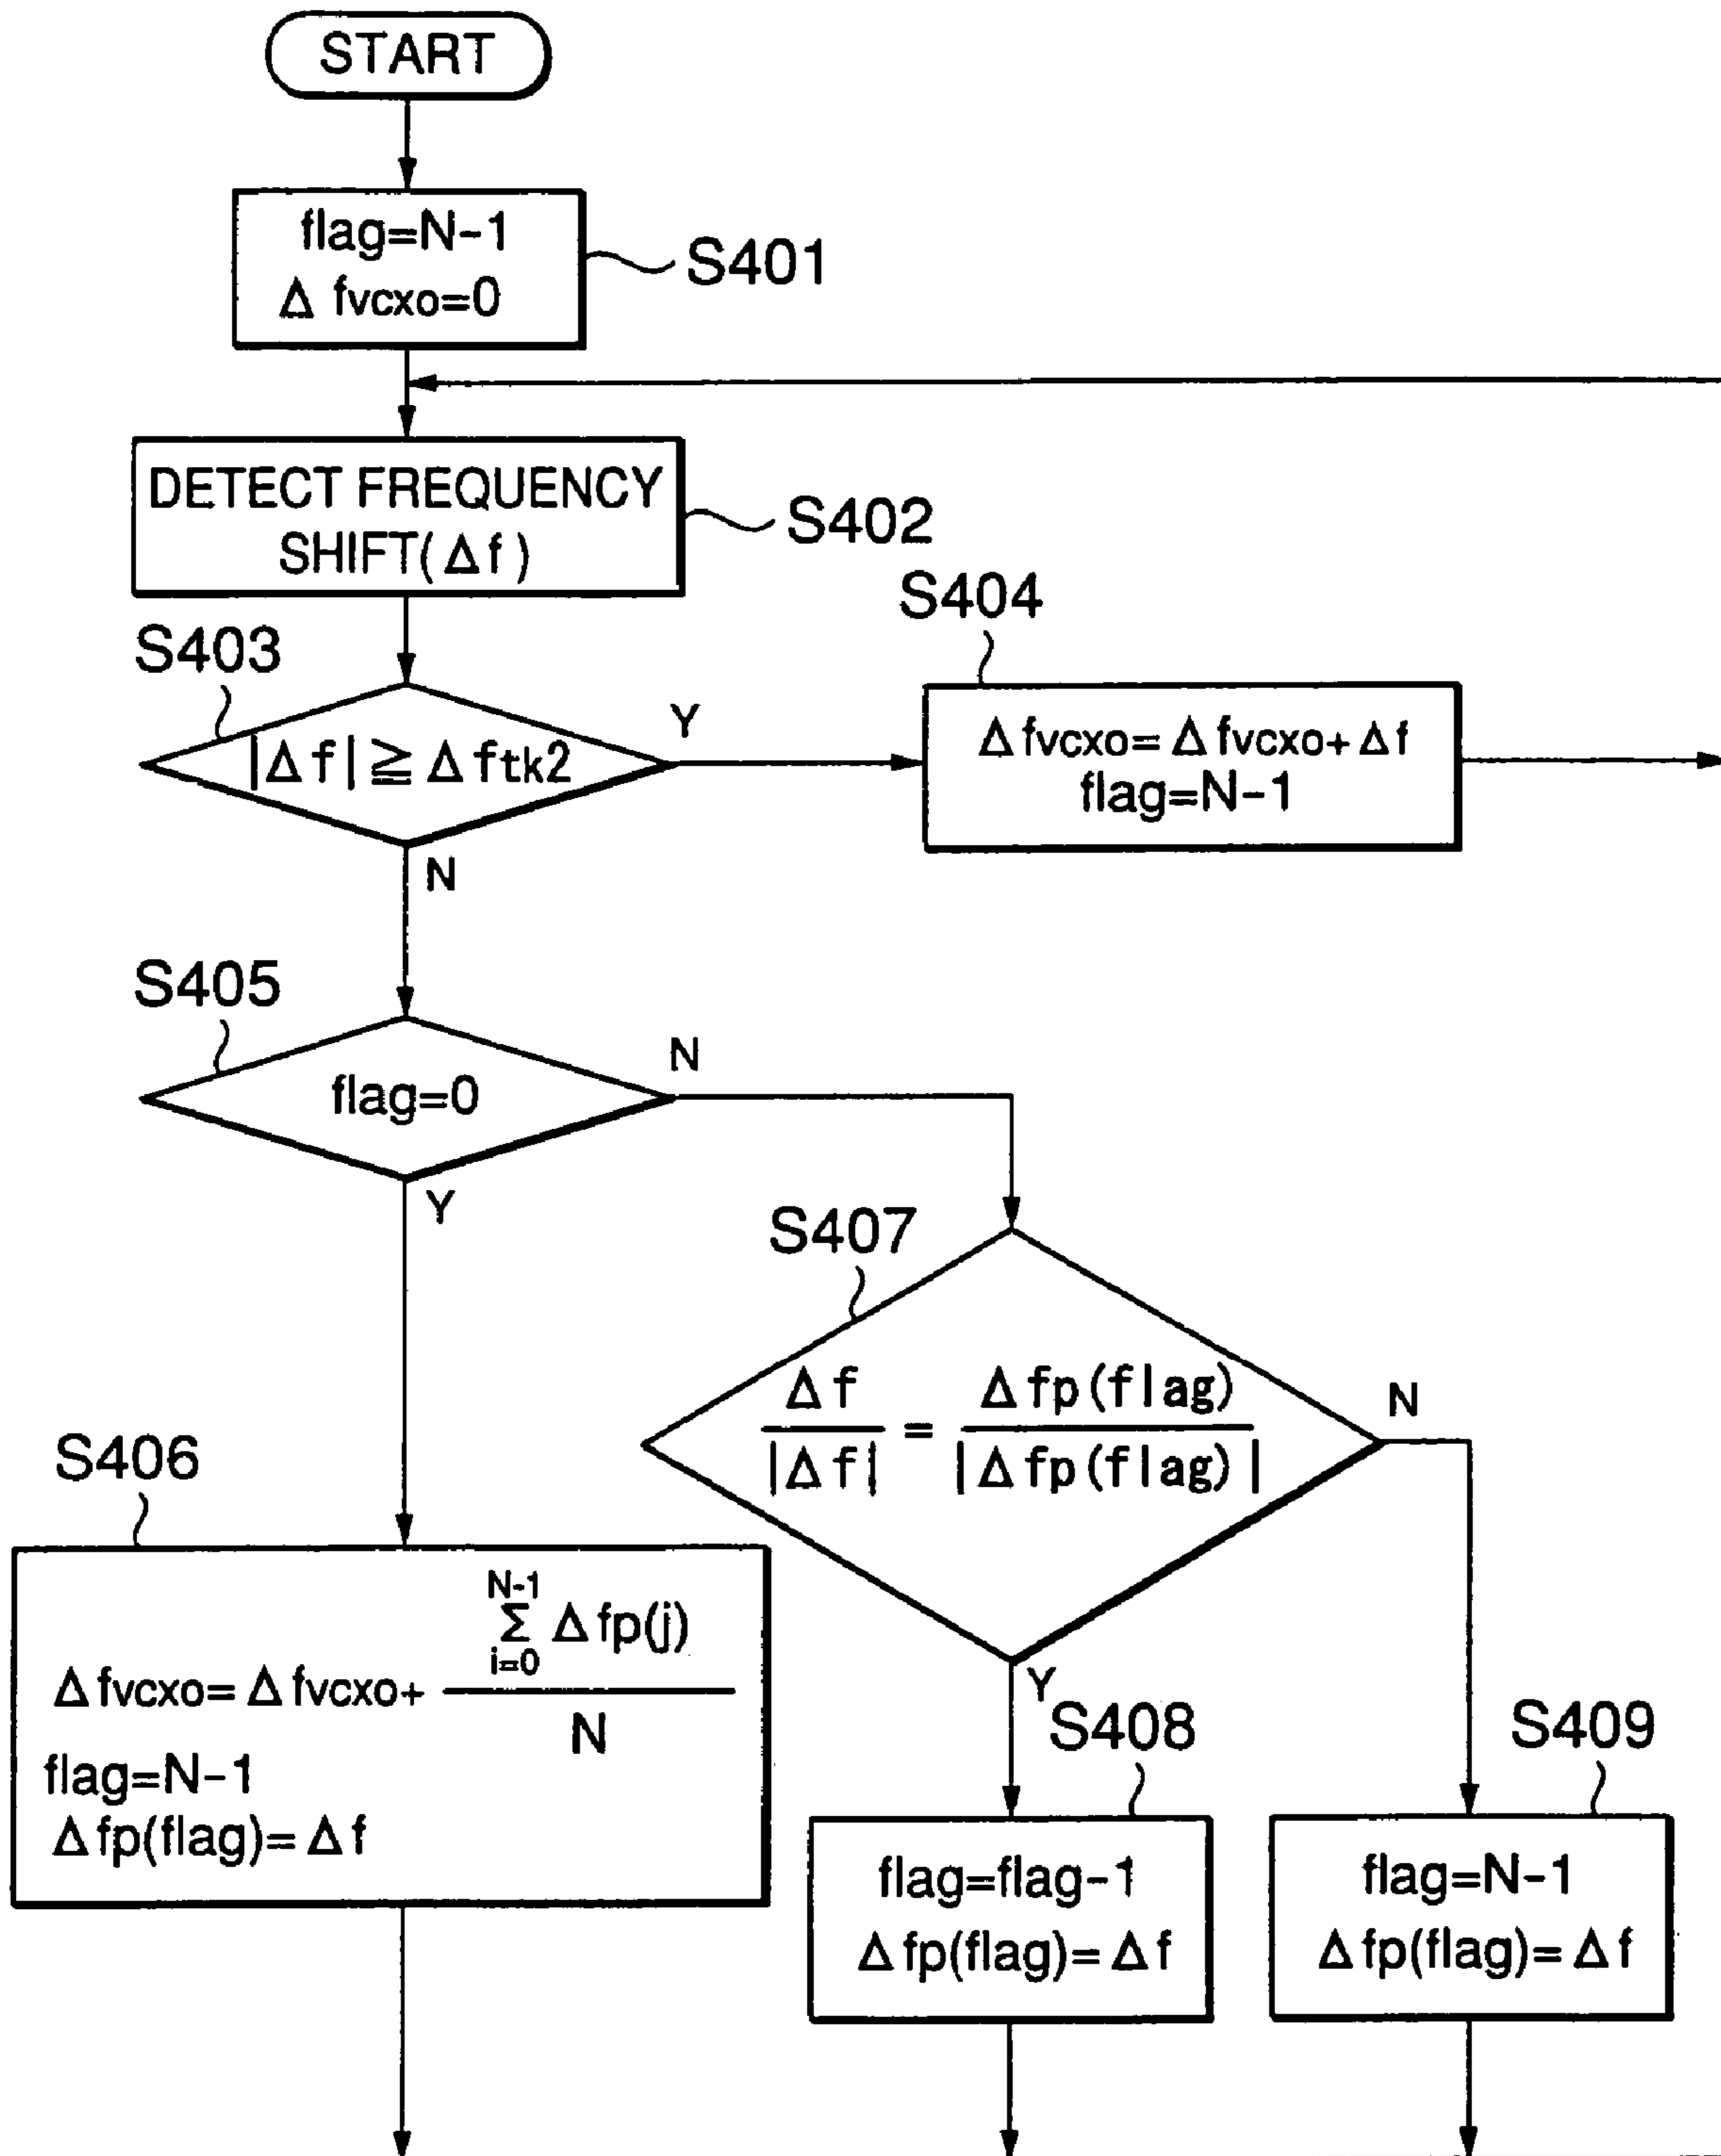 START
flag=N-1
Δ fvcxo=0
S401
DETECT FREQUENCY
SHIFT(Δf)
S402
S403
|Δf|≧Δftk2
Y
N
S404
Δfvcxo=Δfvcxo+Δf
flag=N-1
S405
flag=0
N
Y
S407
Δf/|Δf| = Δfp(flag)/|Δfp(flag)|
N
Y
S406
N-1
Σ Δfp(j)
i=0
Δfvcxo=Δfvcxo+
N
flag=N-1
Δfp(flag)=Δf
S408
flag=flag-1
Δfp(flag)=Δf
S409
flag=N-1
Δfp(flag)=Δf